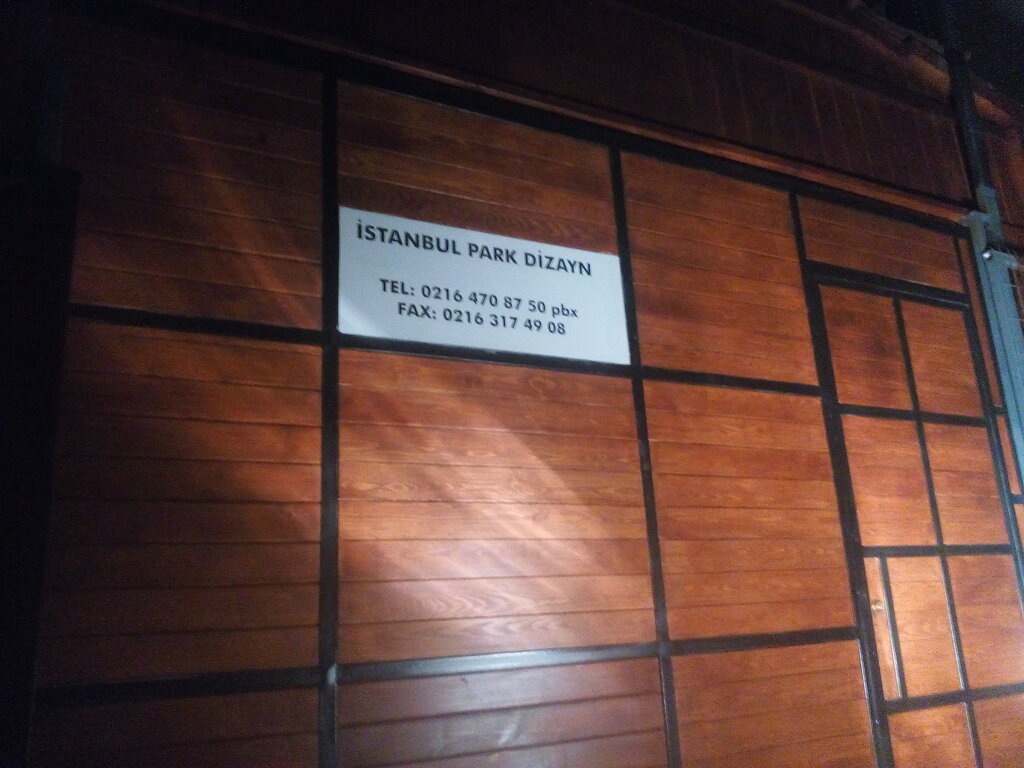 İSTANBUL PARK DİZAYN
TEL: 0216 470 87 50 pbx
FAX: 0216 317 49 08